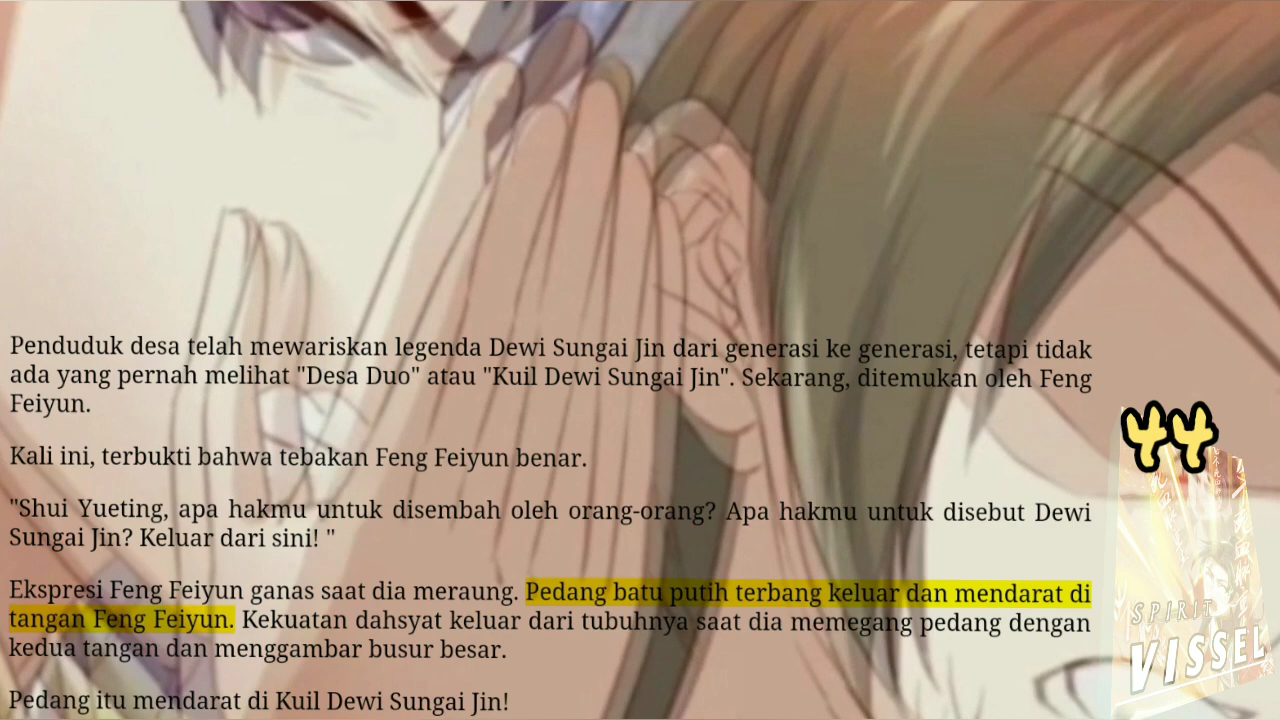 Penduduk desa telah mewariskan legenda Dewi Sungai Jin dari generasi ke generasi, tetapi tidak
ada yang pernah melihat "Desa Duo" atau "Kuil Dewi Sungai Jin". Sekarang, ditemukan oleh Feng
Feiyun.
Kali ini, terbukti bahwa tebakan Feng Feiyun benar.
"Shui Yueting, apa hakmu untuk disembah oleh orang-orang? Apa hakmu untuk disebut Dewi
Sungai Jin? Keluar dari sini! "
Ekspresi Feng Feiyun ganas saat dia meraung. Pedang batu putih terbang keluar dan mendarat di
tangan Feng Feiyun. Kekuatan dahsyat keluar dari tubuhnya saat dia memegang pedang dengan
kedua tangan dan menggambar busur besar.
Pedang itu mendarat di Kuil Dewi Sungai Jin!
44
SPIRIT
VISSEL